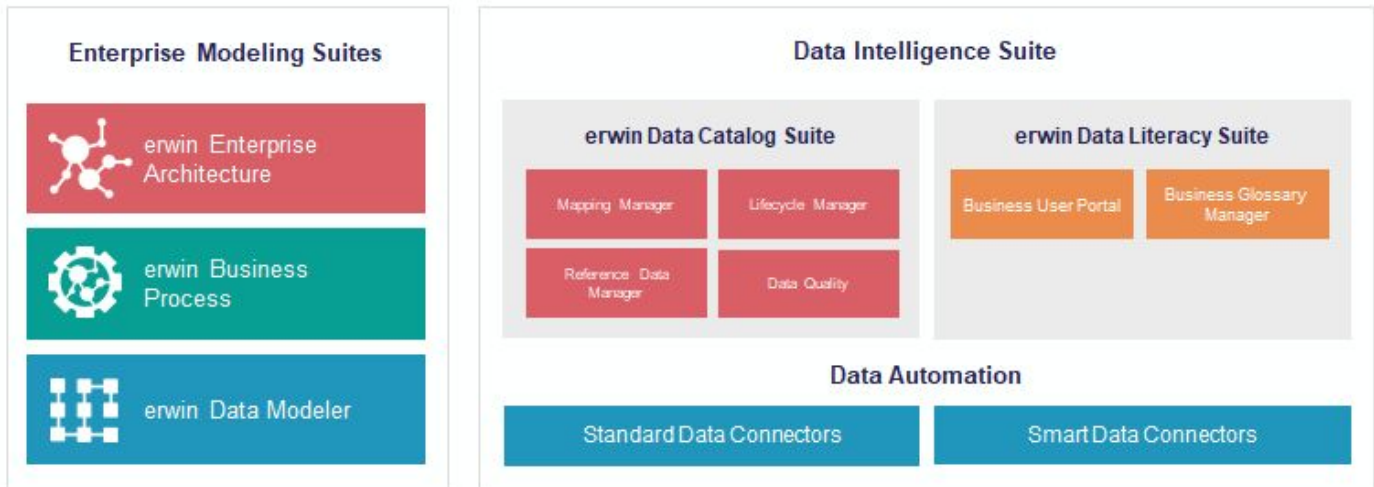 Enterprise Modeling Suites
erwin Enterprise
Architecture
erwin Business
Process
erwin Data Modeler
Data Intelligence Suite
erwin Data Catalog Suite
Mapping Manager
Lifecycle Manager
Reference Data
Manager
Data Quality
erwin Data Literacy Suite
Business User Portal
Business Glossary
Manager
Data Automation
Standard Data Connectors
Smart Data Connectors